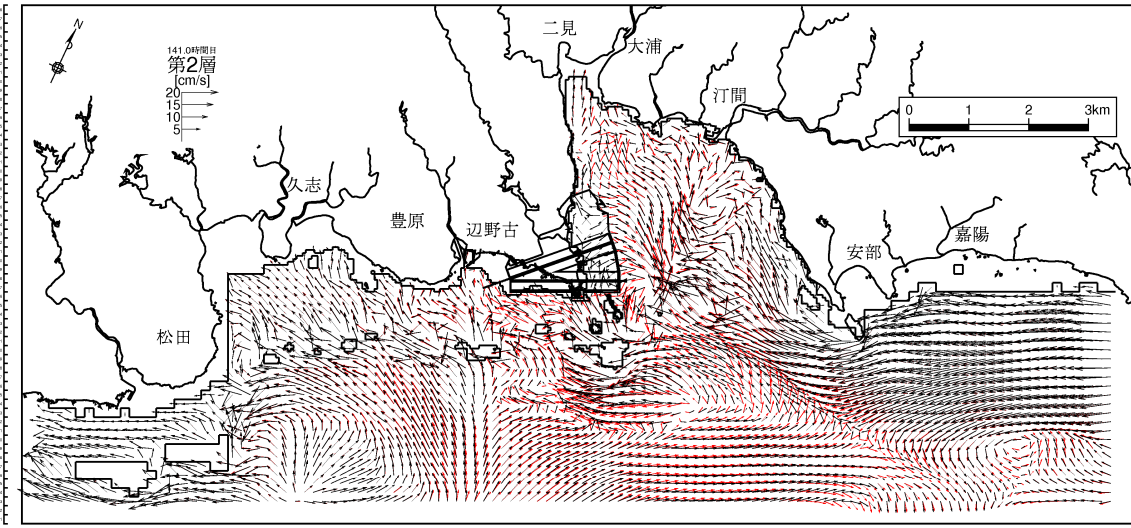 N
141.0時間目
第2層
[cm/s]
20
15
10
5
二見
大浦
汀間
0 1 2 3km
久志
豊原
辺野古
安部
嘉陽
松田